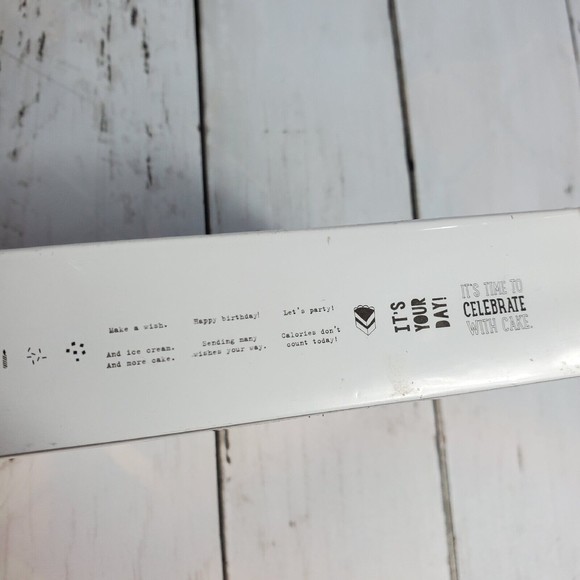 Make a wish.
And ice cream.
And more cake.
Happy birthday!
Sending many
wishes your way.
Let's party!
Calories don't
count today!
IT'S
YOUR
DAY!
IT'S TIME TO
CELEBRATE
WITH CAKE.